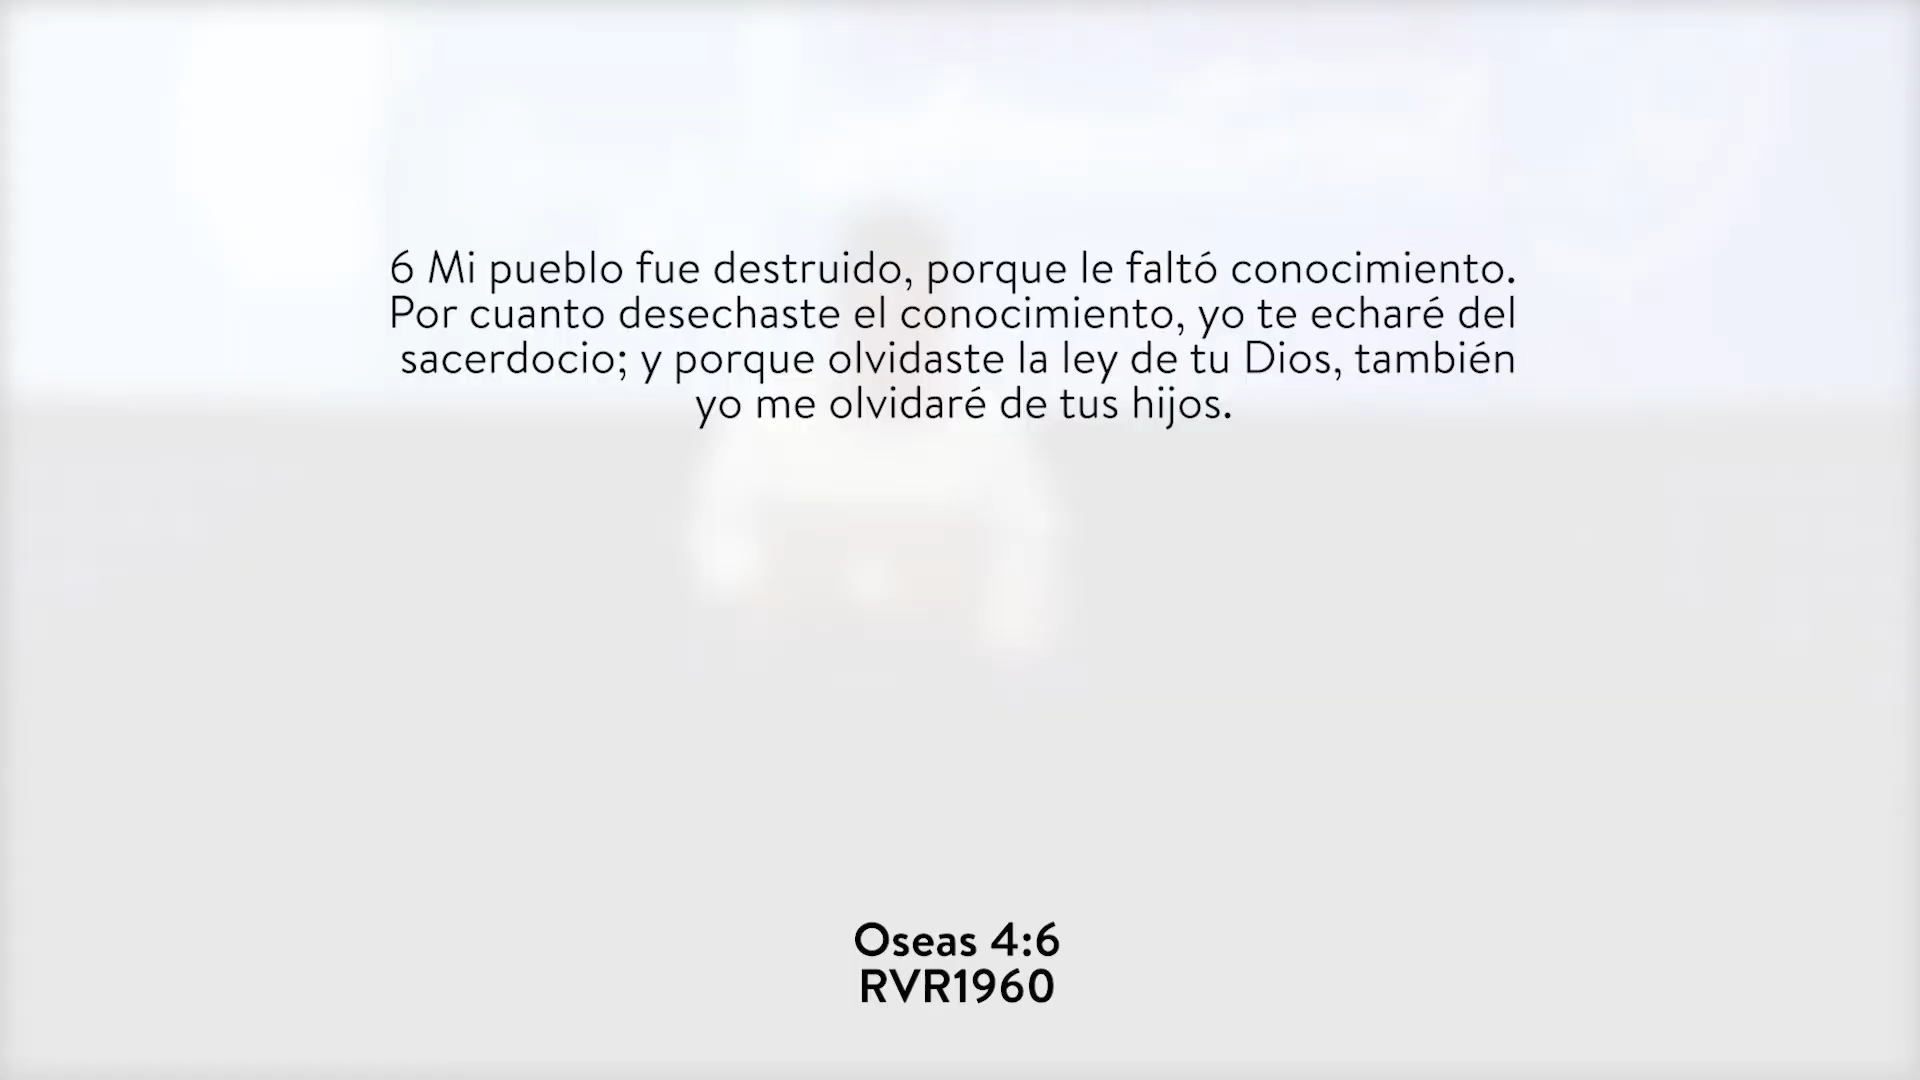 6 Mi pueblo fue destruido, porque le faltó conocimiento.
Por cuanto desechaste el conocimiento, yo te echaré del
sacerdocio; y porque olvidaste la ley de tu Dios, también
yo me olvidaré de tus hijos.
Oseas 4:6
RVR1960